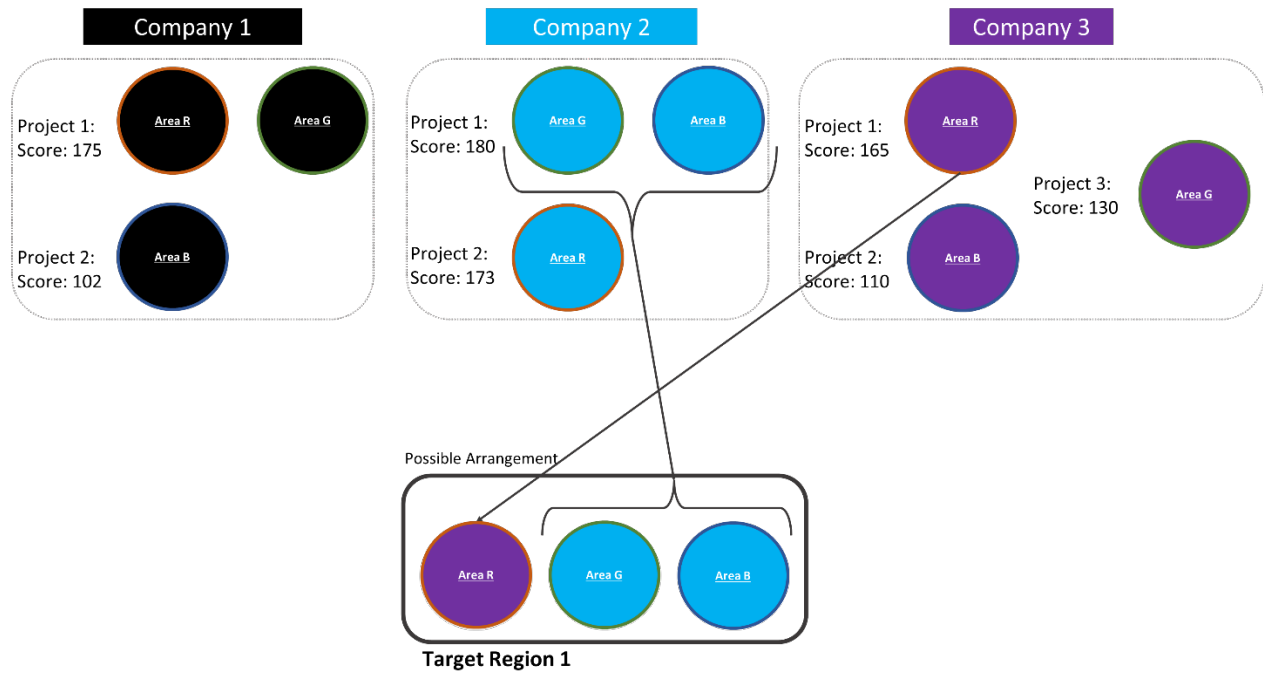 Company 1
Company 2
Company 3
Project 1:
Score: 175
Area R
Area G
Project 2:
Score: 102
Area B
Project 1:
Score: 180
Area G
Area B
Project 2:
Score: 173
Area R
Project 1:
Score: 165
Area R
Project 2:
Score: 110
Area B
Project 3:
Score: 130
Area G
Possible Arrangement
Area R
Area G
Area B
Target Region 1